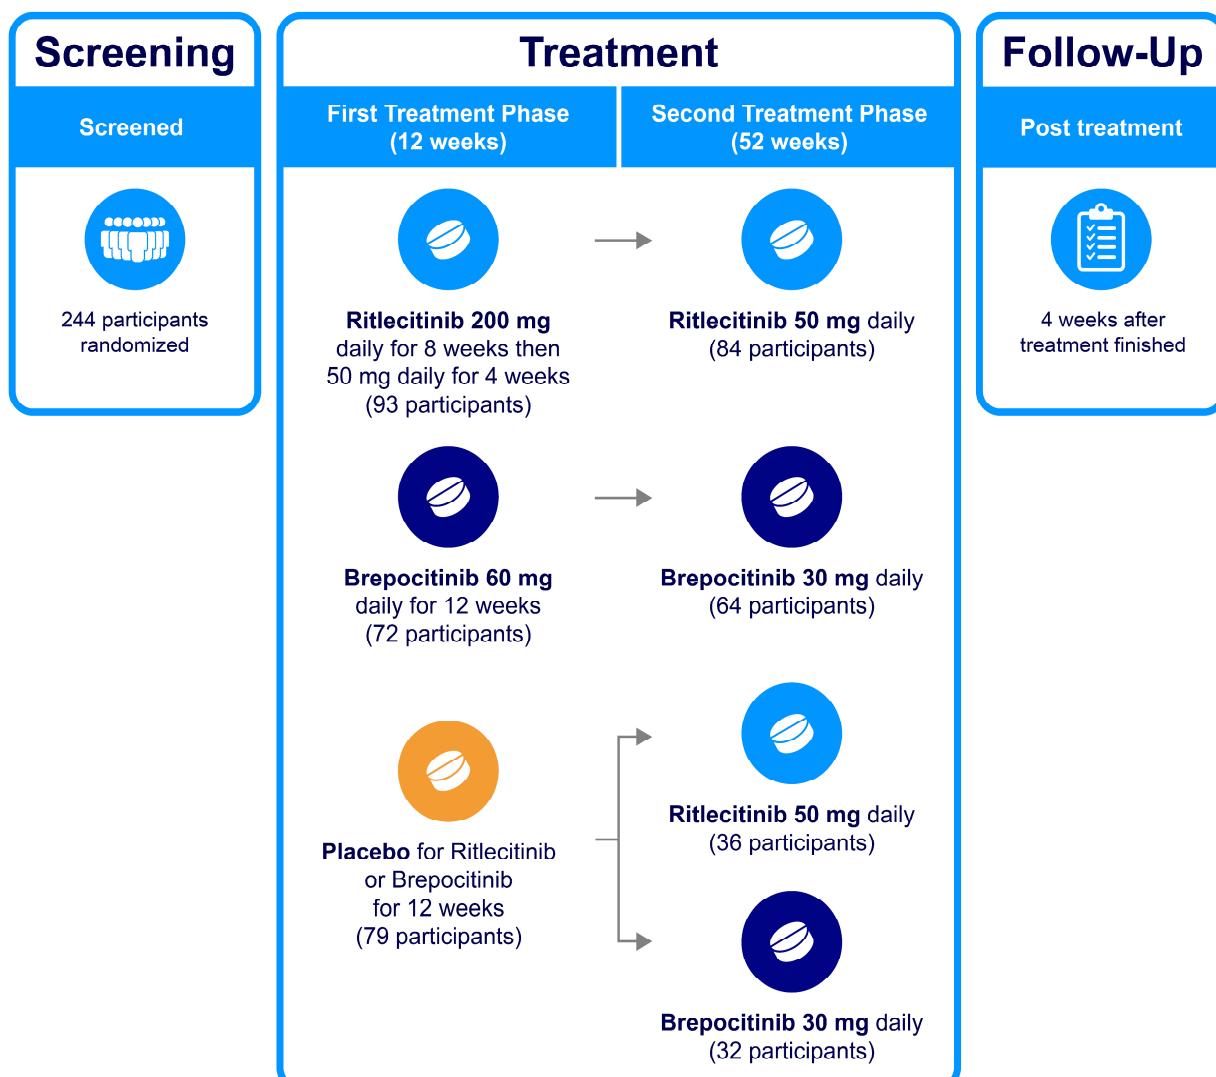 Screening
Screened
244 participants
randomized
Treatment
First Treatment Phase
(12 weeks)
Second Treatment Phase
(52 weeks)
Ritlecitinib 200 mg
daily for 8 weeks then
50 mg daily for 4 weeks
(93 participants)
Ritlecitinib 50 mg daily
(84 participants)
Brepocitinib 60 mg
daily for 12 weeks
(72 participants)
Brepocitinib 30 mg daily
(64 participants)
Placebo for Ritlecitinib
or Brepocitinib
for 12 weeks
(79 participants)
Ritlecitinib 50 mg daily
(36 participants)
Brepocitinib 30 mg daily
(32 participants)
Follow-Up
Post treatment
4 weeks after
treatment finished